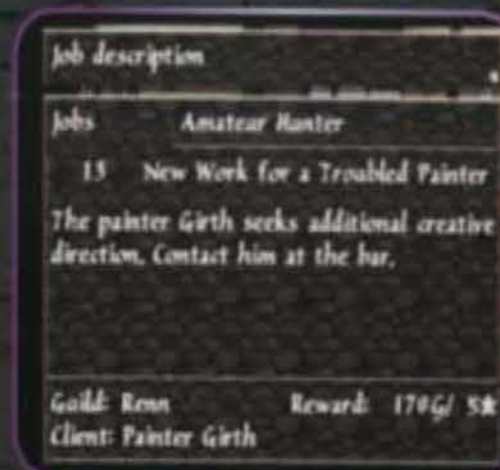 Job description
Jobs Amateur Hunter
15 New Work for a Troubled Painter
The painter Girth seeks additional creative
direction. Contact him at the bar.
Guild: Renn Reward: 170G/ 5★
Client: Painter Girth